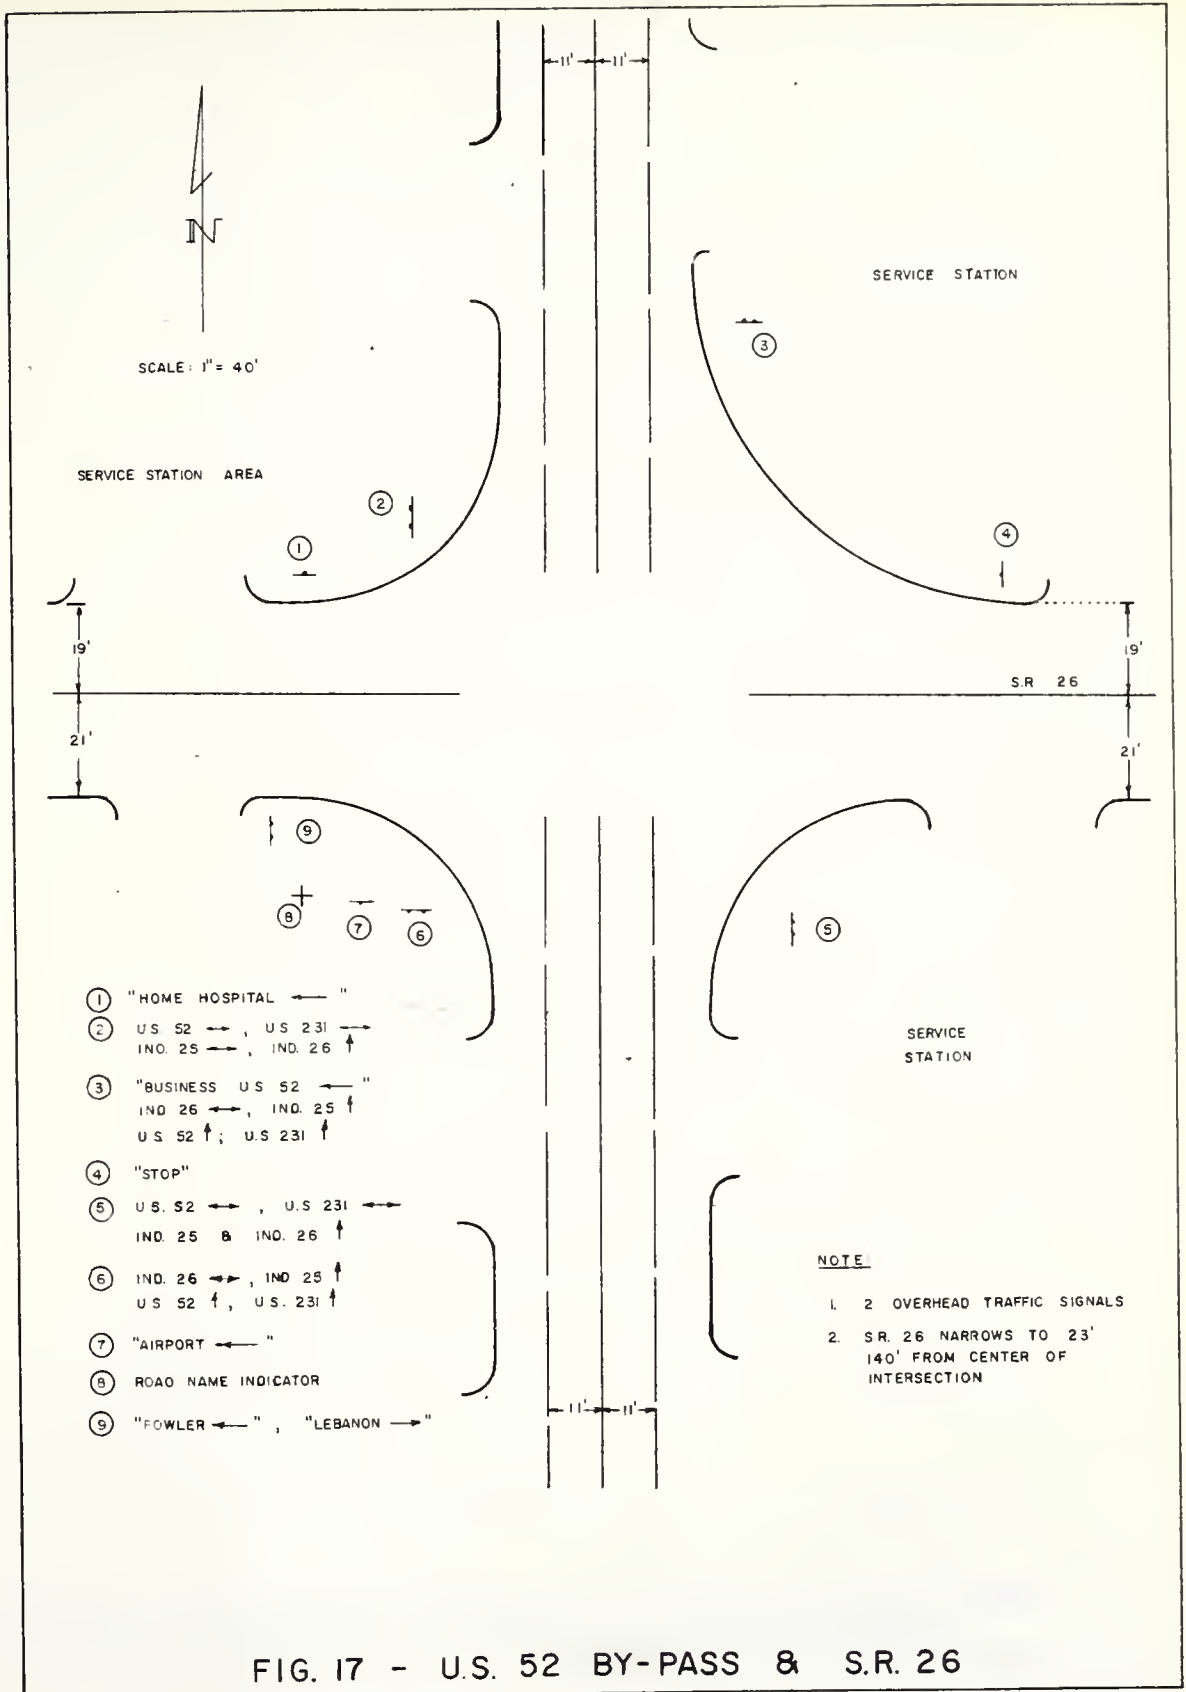 11' 11'
N
SCALE: 1" = 40'
SERVICE STATION
3
SERVICE STATION AREA
2
1
4
19'
19'
S.R 26
21'
21'
9
8
7
6
5
1 "HOME HOSPITAL ← "
2 U.S. 52 ↔ , U.S 231 ↔
IND. 25 ↔ , IND. 26 ↑
3 "BUSINESS U S 52 ← "
IND 26 ↔ , IND. 25 ↑
U S 52 ↑ ; U.S 231 ↑
4 "STOP"
5 U.S. 52 ↔ , U.S 231 ↔
IND. 25 & IND. 26 ↑
6 IND. 26 ↔ , IND 25 ↑
U S 52 ↑ , U.S. 231 ↑
7 "AIRPORT ← "
8 ROAD NAME INDICATOR
9 "FOWLER ← " , "LEBANON → "
SERVICE
STATION
NOTE
1. 2 OVERHEAD TRAFFIC SIGNALS
2. S.R. 26 NARROWS TO 23'
140' FROM CENTER OF
INTERSECTION
11' 11'
FIG. 17 - U.S. 52 BY-PASS & S.R. 26